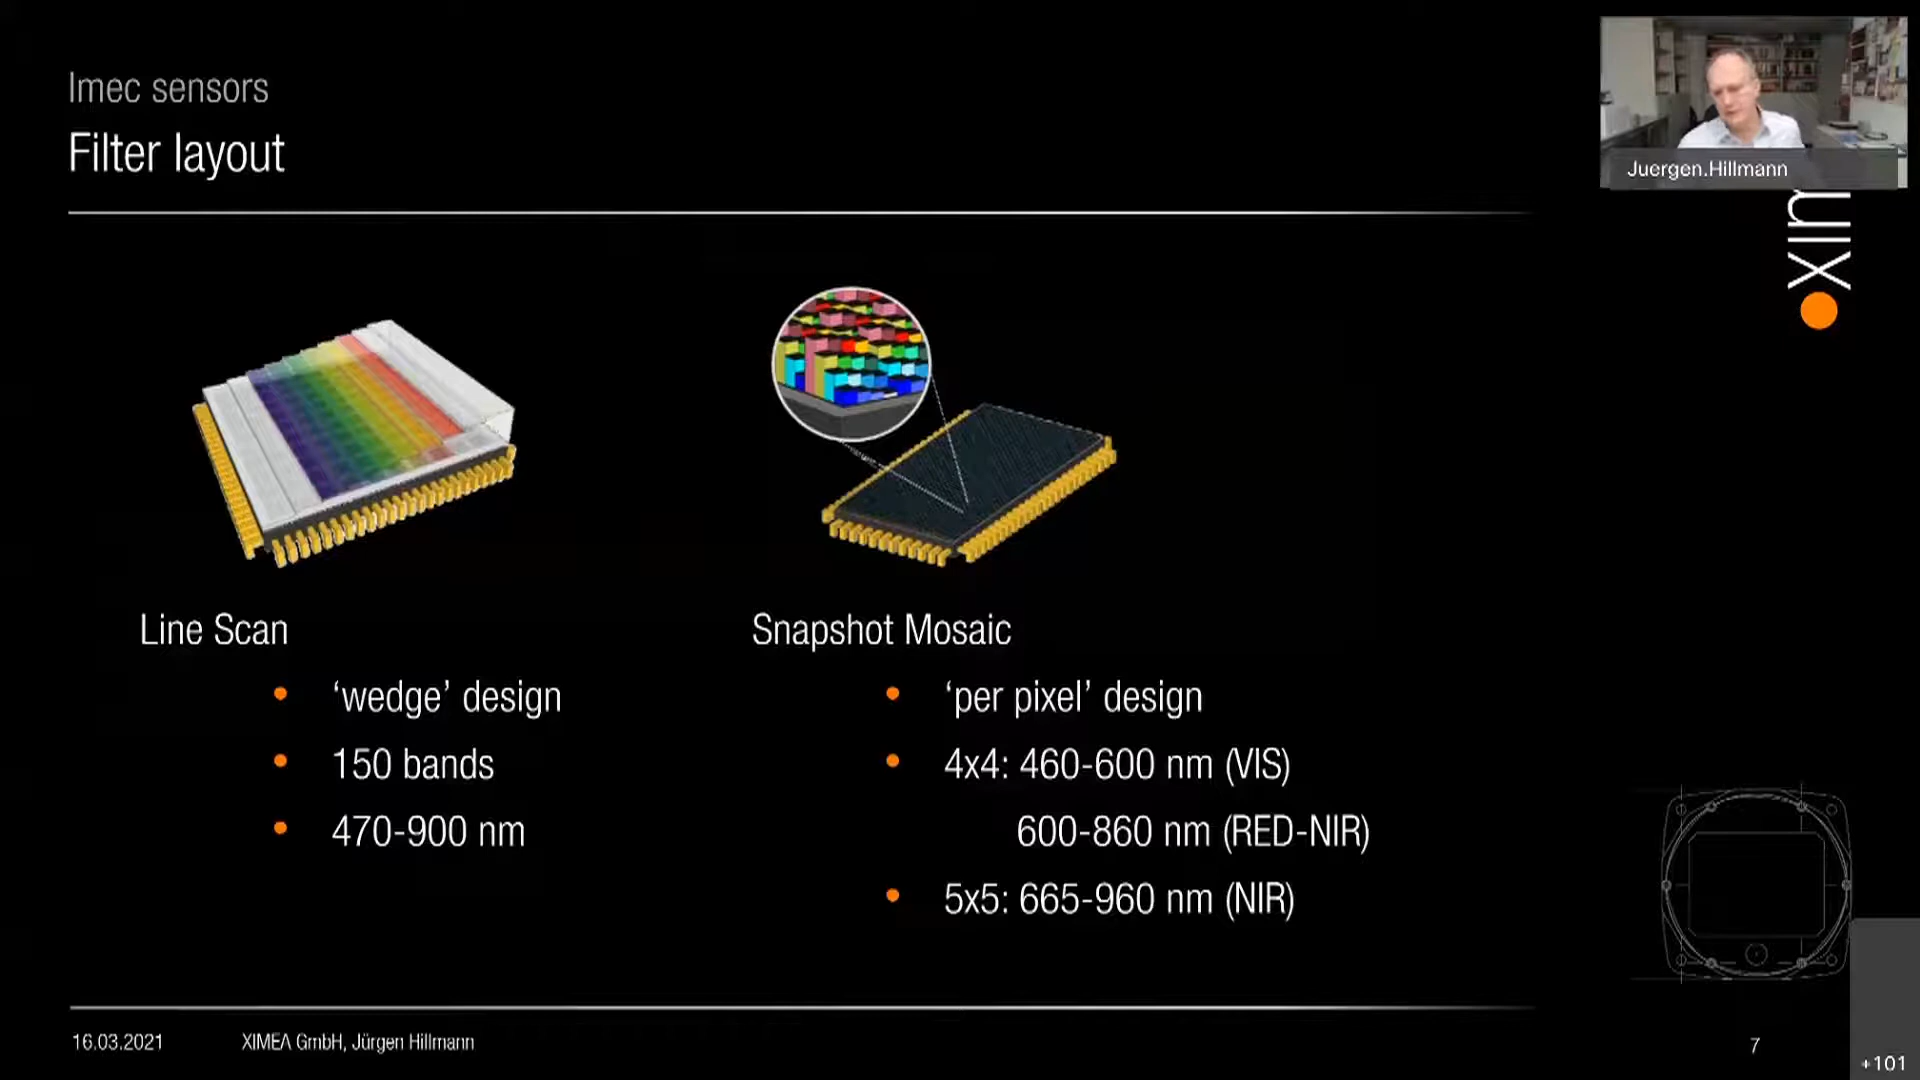 Imec sensors
Filter layout
Juergen.Hillmann
XIM
Line Scan
• ‘wedge’ design
• 150 bands
• 470-900 nm
Snapshot Mosaic
• ‘per pixel’ design
• 4x4: 460-600 nm (VIS)
600-860 nm (RED-NIR)
• 5x5: 665-960 nm (NIR)
16.03.2021
XIMEA GmbH, Jürgen Hillmann
7
+101